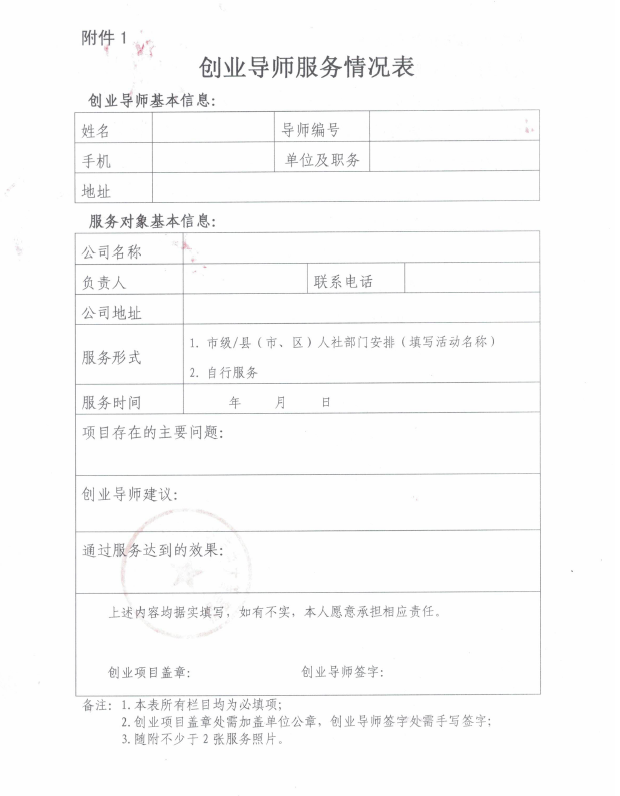 附件 1
创业导师服务情况表
创业导师基本信息:
姓名 导师编号
手机 单位及职务
地址
服务对象基本信息:
公司名称
负责人 联系电话
公司地址
服务形式
1. 市级/县（市、区）人社部门安排（填写活动名称）
2. 自行服务
服务时间 年 月 日
项目存在的主要问题:
创业导师建议:
通过服务达到的效果:
上述内容均据实填写，如有不实，本人愿意承担相应责任。
创业项目盖章: 创业导师签字:
备注: 1.本表所有栏目均为必填项;
2.创业项目盖章处需加盖单位公章，创业导师签字处需手写签字;
3.随附不少于 2 张服务照片。